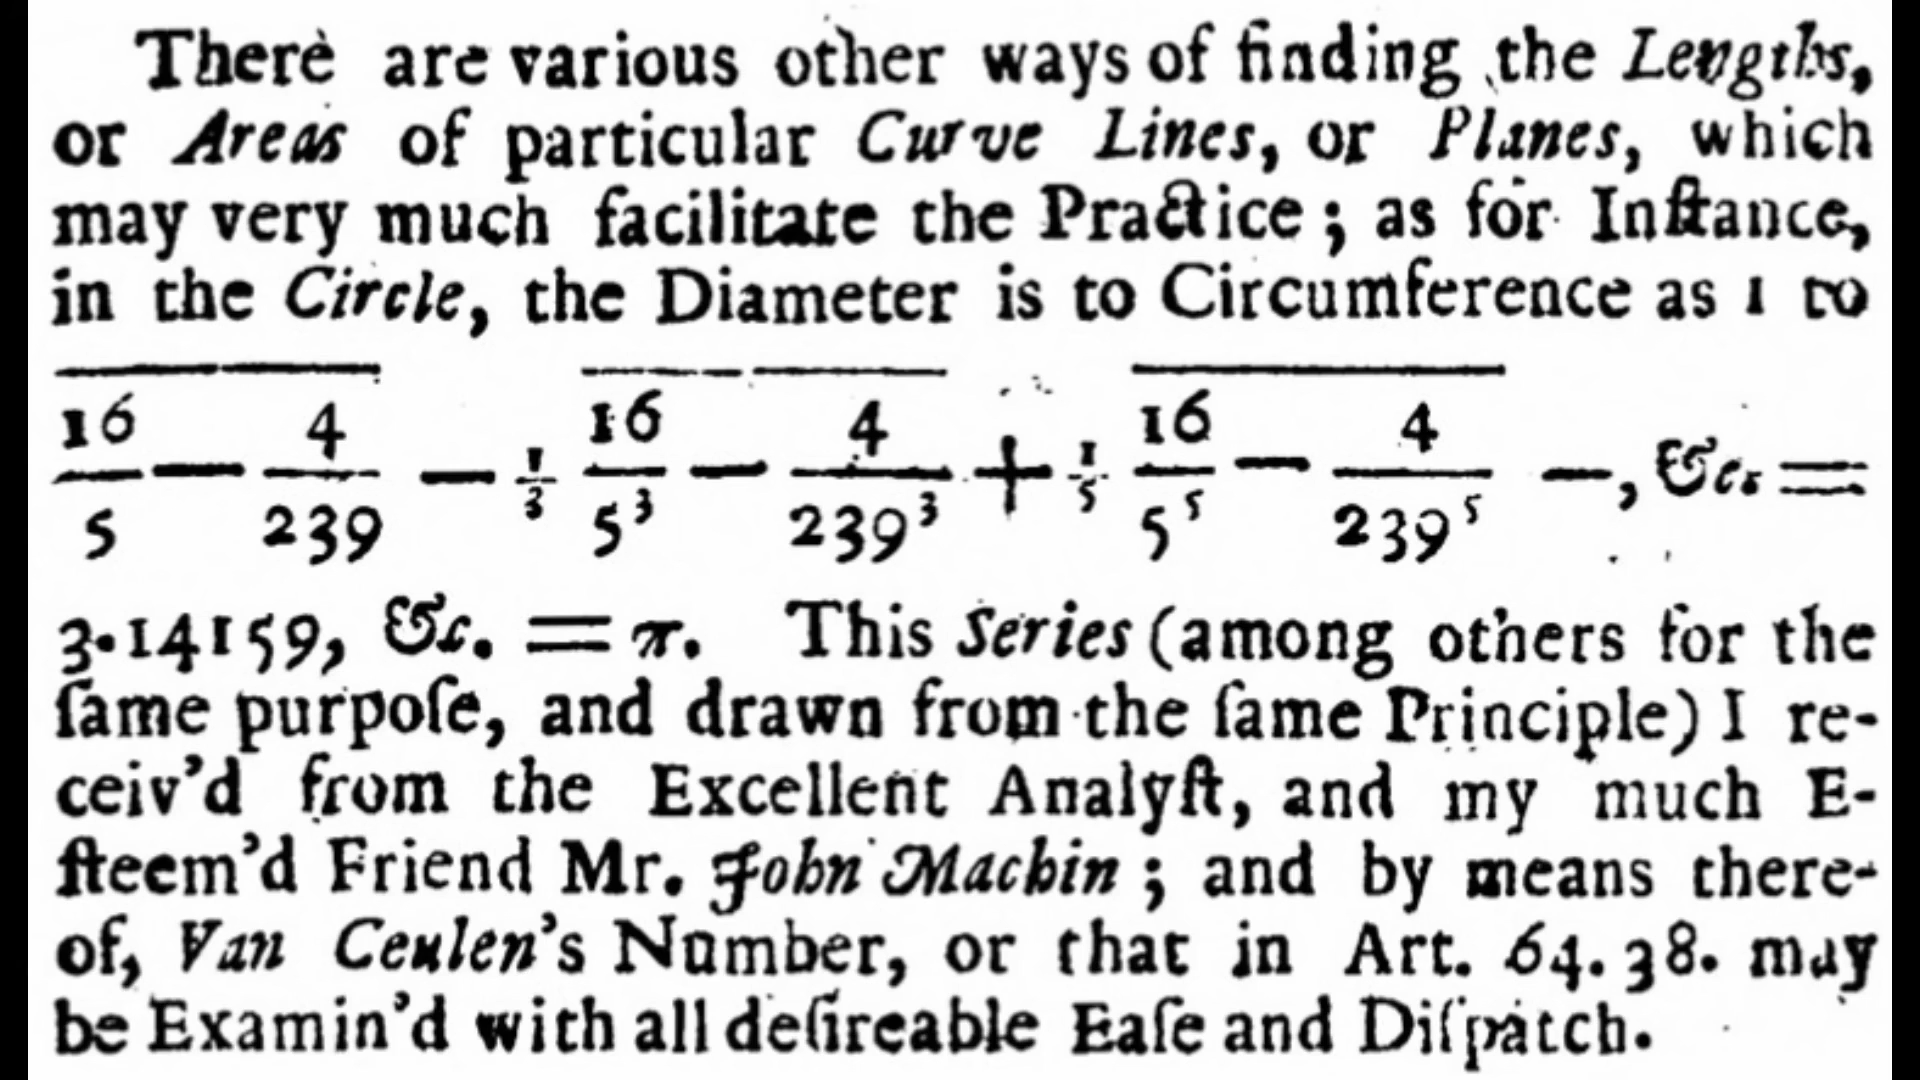 There are various other ways of finding the Lengths,
or Areas of particular Curve Lines, or Planes, which
may very much facilitate the Practice; as for Inſtance,
in the Circle, the Diameter is to Circumference as 1 to
16/5 − 4/239 − 1/3 16/5³ − 4/239³ + 1/5 16/5⁵ − 4/239⁵ −, &c. =
3.14159, &c. = π. This Series (among others for the
ſame purpoſe, and drawn from the ſame Principle) I re-
ceiv'd from the Excellent Analyſt, and my much E-
ſteem'd Friend Mr. John Machin; and by means there-
of, Van Ceulen's Number, or that in Art. 64.38. may
be Examin'd with all deſireable Eaſe and Diſpatch.